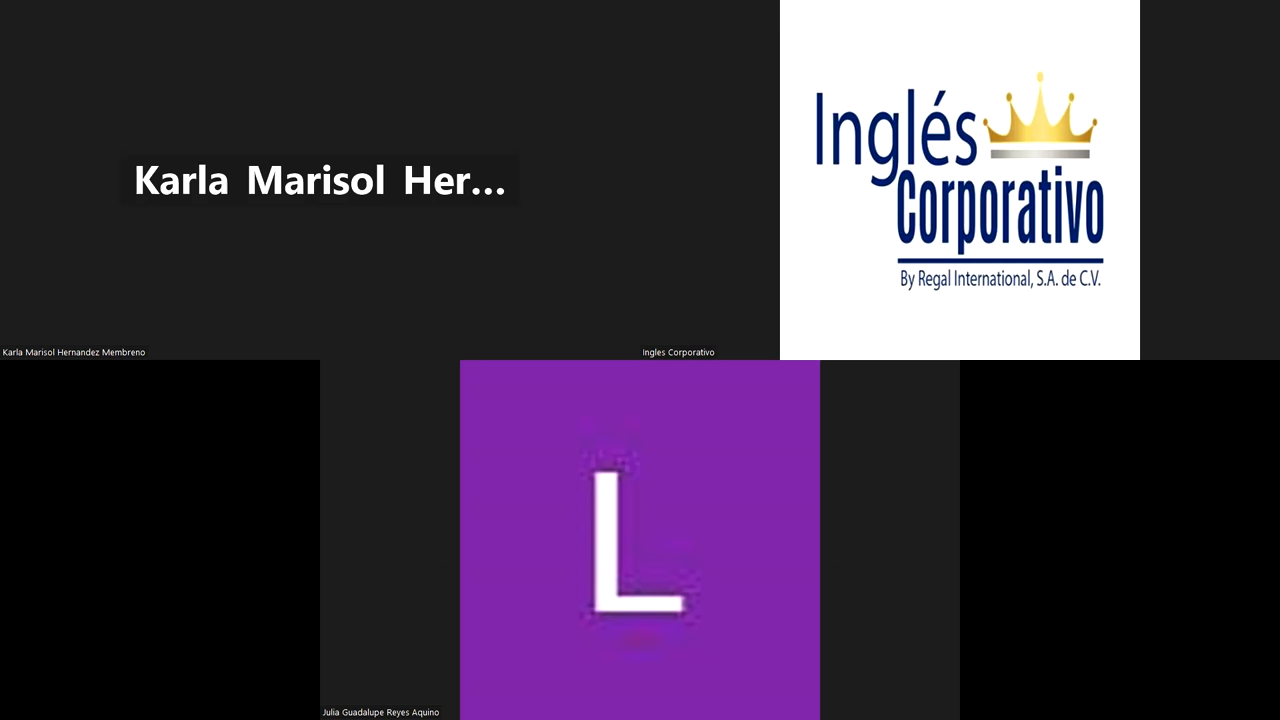 Karla Marisol Her...
Inglés
Corporativo
By Regal International, S.A. de C.V.
Karla Marisol Hernandez Membreno
Ingles Corporativo
L
Julia Guadalupe Reyes Aquino